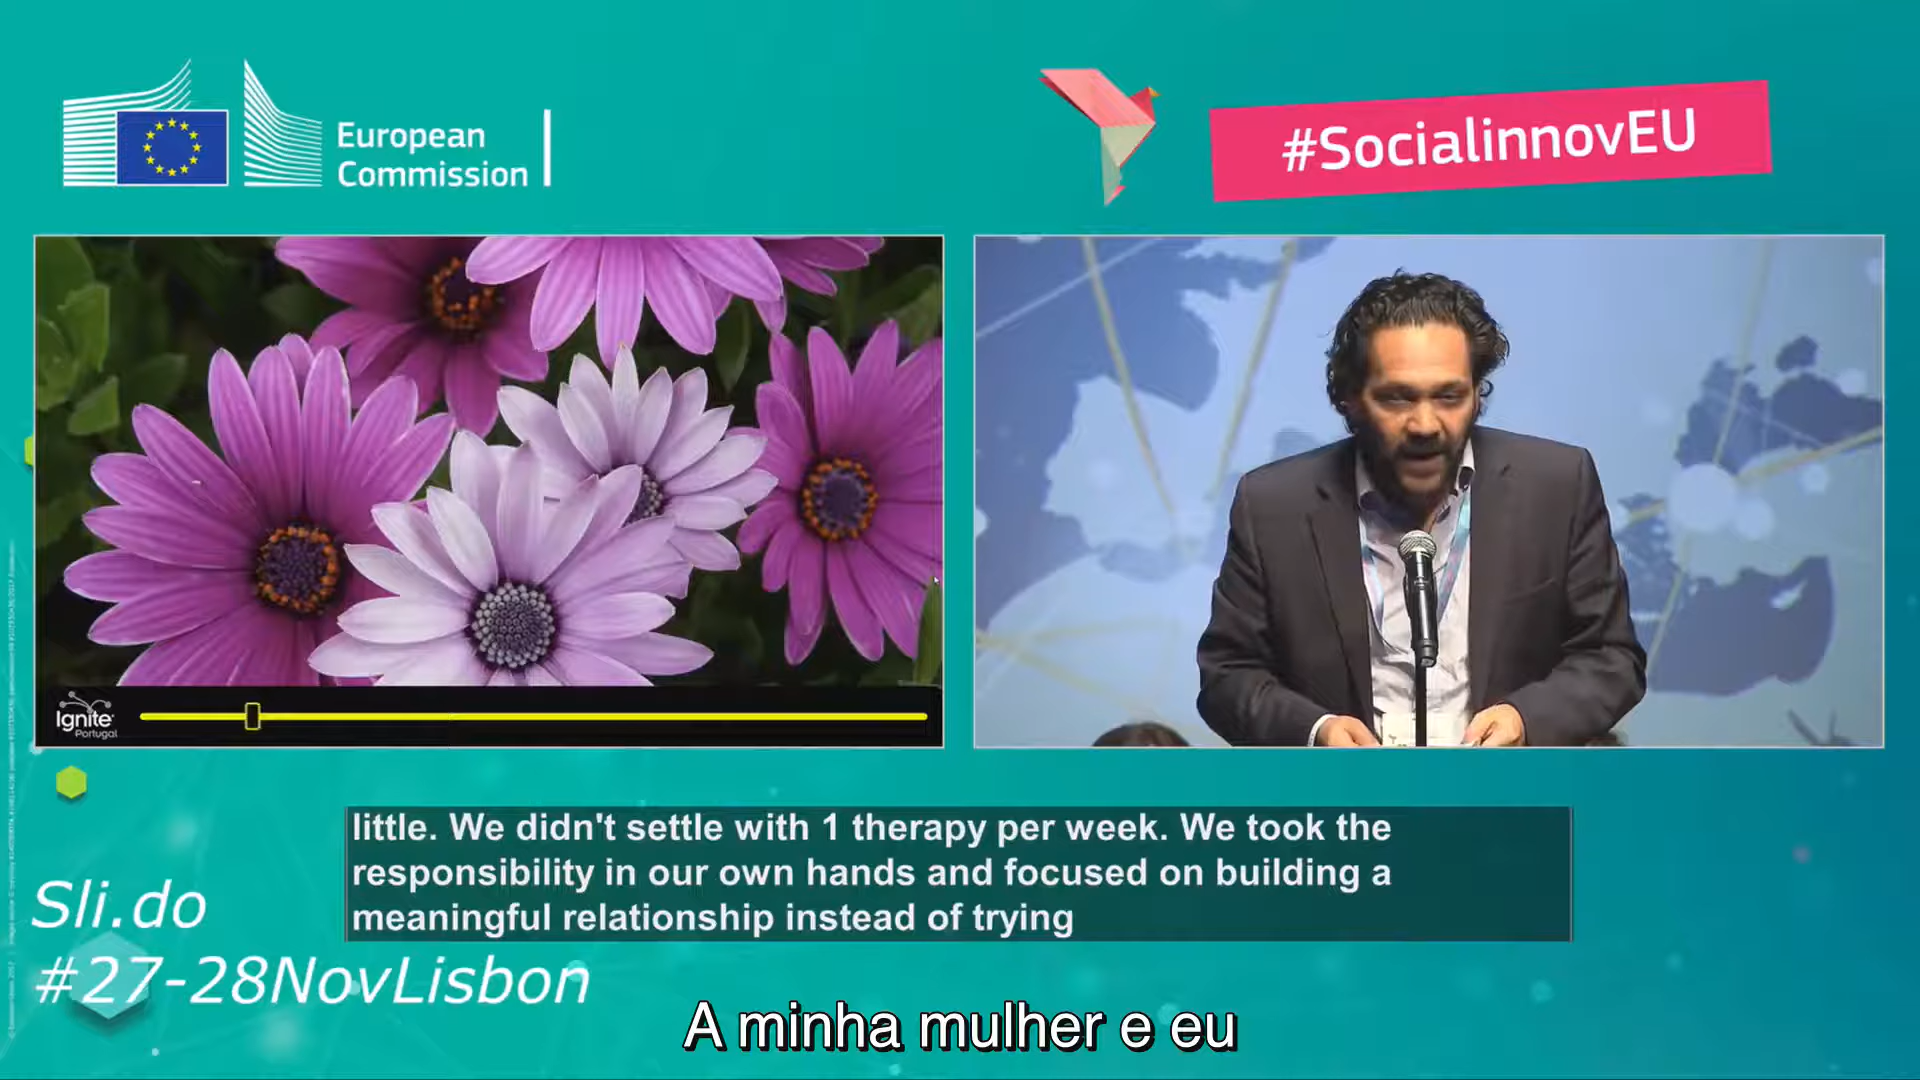 European
Commission
#SocialinnovEU
Ignite
Portugal
little. We didn't settle with 1 therapy per week. We took the
responsibility in our own hands and focused on building a
meaningful relationship instead of trying
Sli.do
#27-28NovLisbon
A minha mulher e eu